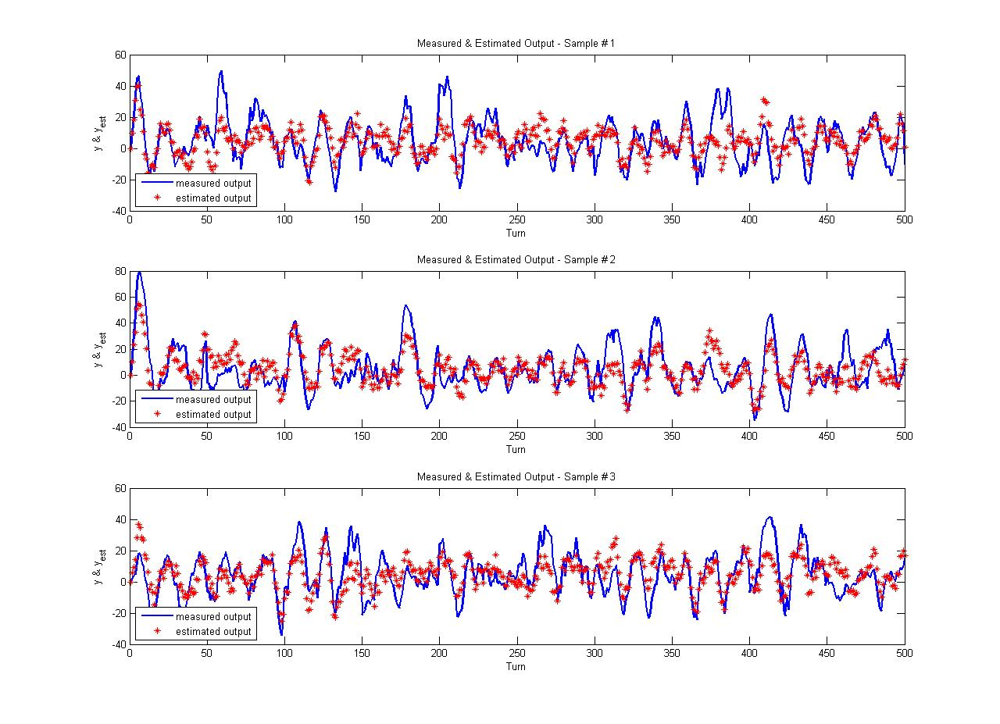 Measured & Estimated Output - Sample #1
y & yest
60
40
20
0
-20
-40
measured output
estimated output
0 50 100 150 200 250 300 350 400 450 500
Turn
Measured & Estimated Output - Sample #2
y & yest
80
60
40
20
0
-20
-40
measured output
estimated output
0 50 100 150 200 250 300 350 400 450 500
Turn
Measured & Estimated Output - Sample #3
y & yest
60
40
20
0
-20
-40
measured output
estimated output
0 50 100 150 200 250 300 350 400 450 500
Turn